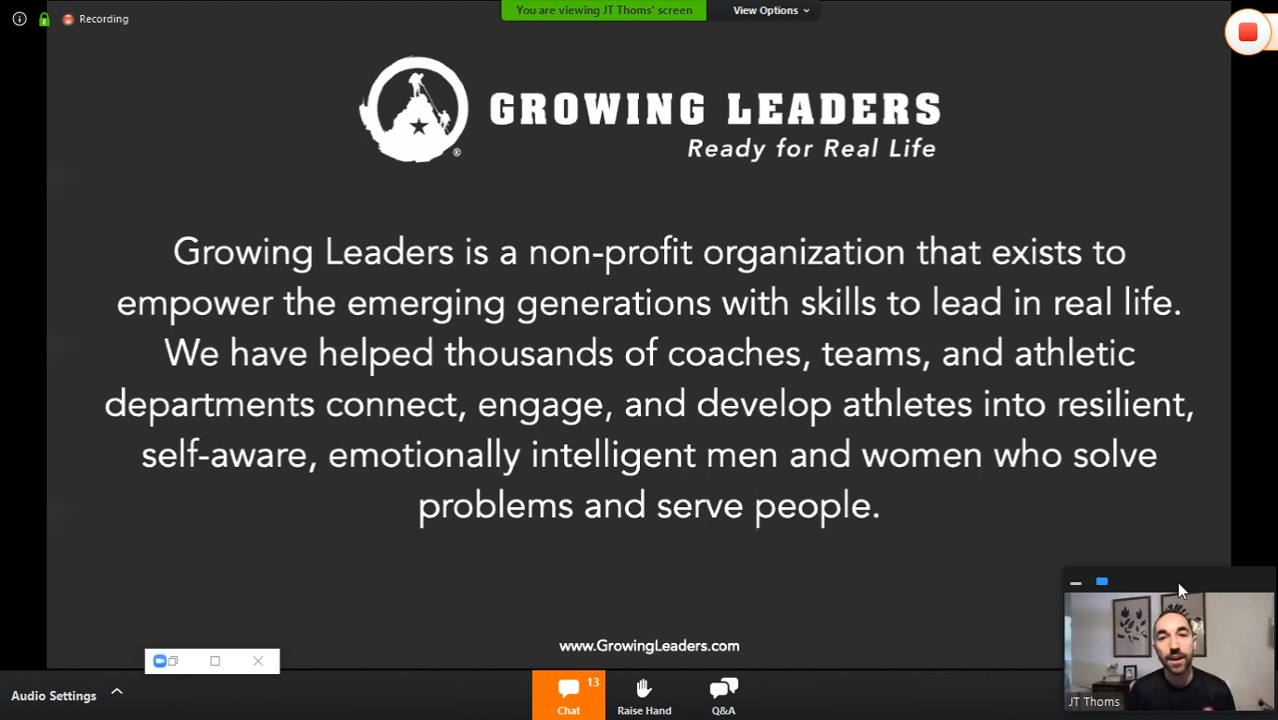 Recording
You are viewing JT Thoms' screen
View Options
GROWING LEADERS
®
Ready for Real Life
Growing Leaders is a non-profit organization that exists to
empower the emerging generations with skills to lead in real life.
We have helped thousands of coaches, teams, and athletic
departments connect, engage, and develop athletes into resilient,
self-aware, emotionally intelligent men and women who solve
problems and serve people.
www.GrowingLeaders.com
JT Thoms
Audio Settings
13
Chat
Raise Hand
Q&A